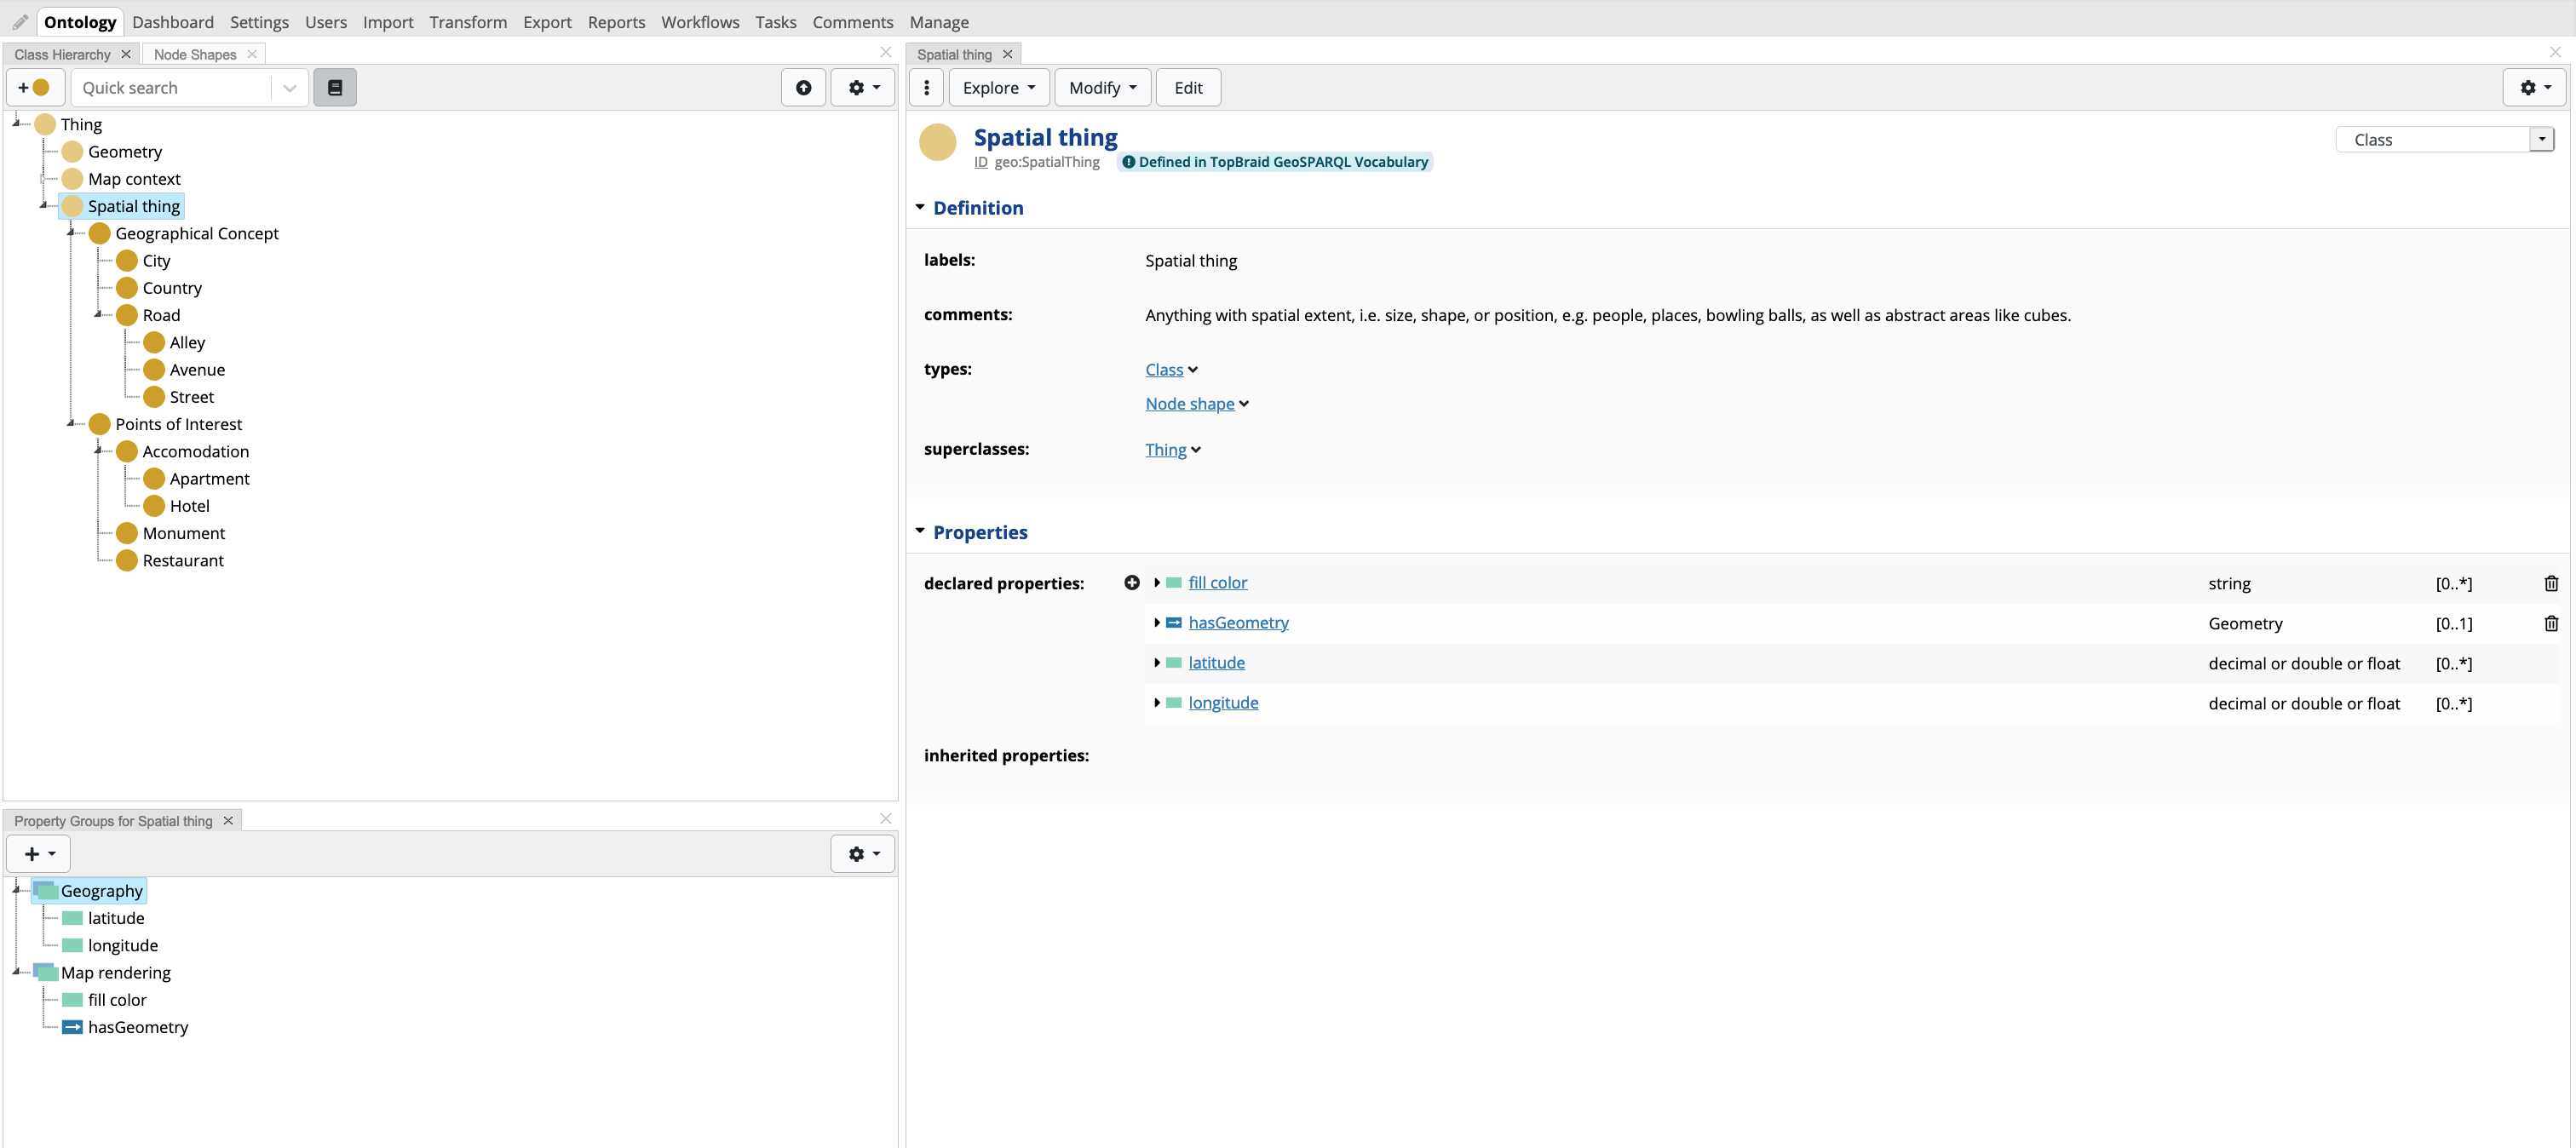 Ontology Dashboard Settings Users Import Transform Export Reports Workflows Tasks Comments Manage
Class Hierarchy Node Shapes
Quick search
Thing
Geometry
Map context
Spatial thing
Geographical Concept
City
Country
Road
Alley
Avenue
Street
Points of Interest
Accomodation
Apartment
Hotel
Monument
Restaurant
Property Groups for Spatial thing
Geography
latitude
longitude
Map rendering
fill color
hasGeometry
Spatial thing
Explore Modify Edit
Spatial thing
Class
ID geo:SpatialThing Defined in TopBraid GeoSPARQL Vocabulary
Definition
labels: Spatial thing
comments: Anything with spatial extent, i.e. size, shape, or position, e.g. people, places, bowling balls, as well as abstract areas like cubes.
types: Class
Node shape
superclasses: Thing
Properties
declared properties: fill color string [0..*]
hasGeometry Geometry [0..1]
latitude decimal or double or float [0..*]
longitude decimal or double or float [0..*]
inherited properties: